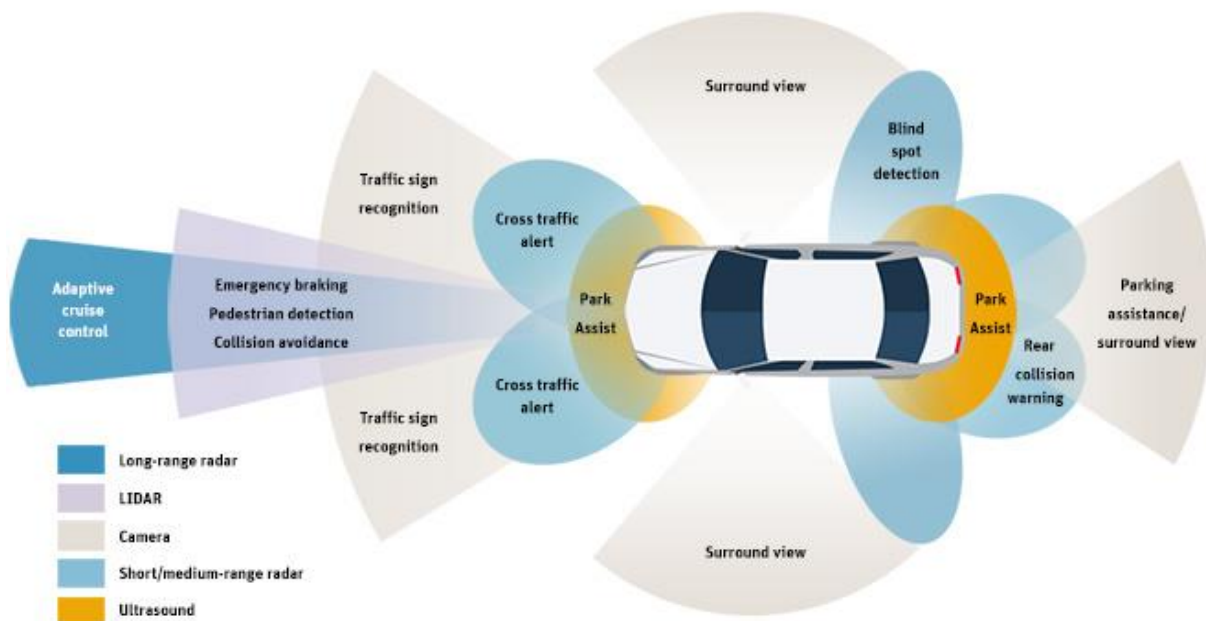 Surround view
Blind
spot
detection
Traffic sign
recognition
Cross traffic
alert
Adaptive
cruise
control
Emergency braking
Pedestrian detection
Collision avoidance
Park
Assist
Park
Assist
Parking
assistance/
surround view
Rear
collision
warning
Cross traffic
alert
Traffic sign
recognition
Surround view
Long-range radar
LIDAR
Camera
Short/medium-range radar
Ultrasound